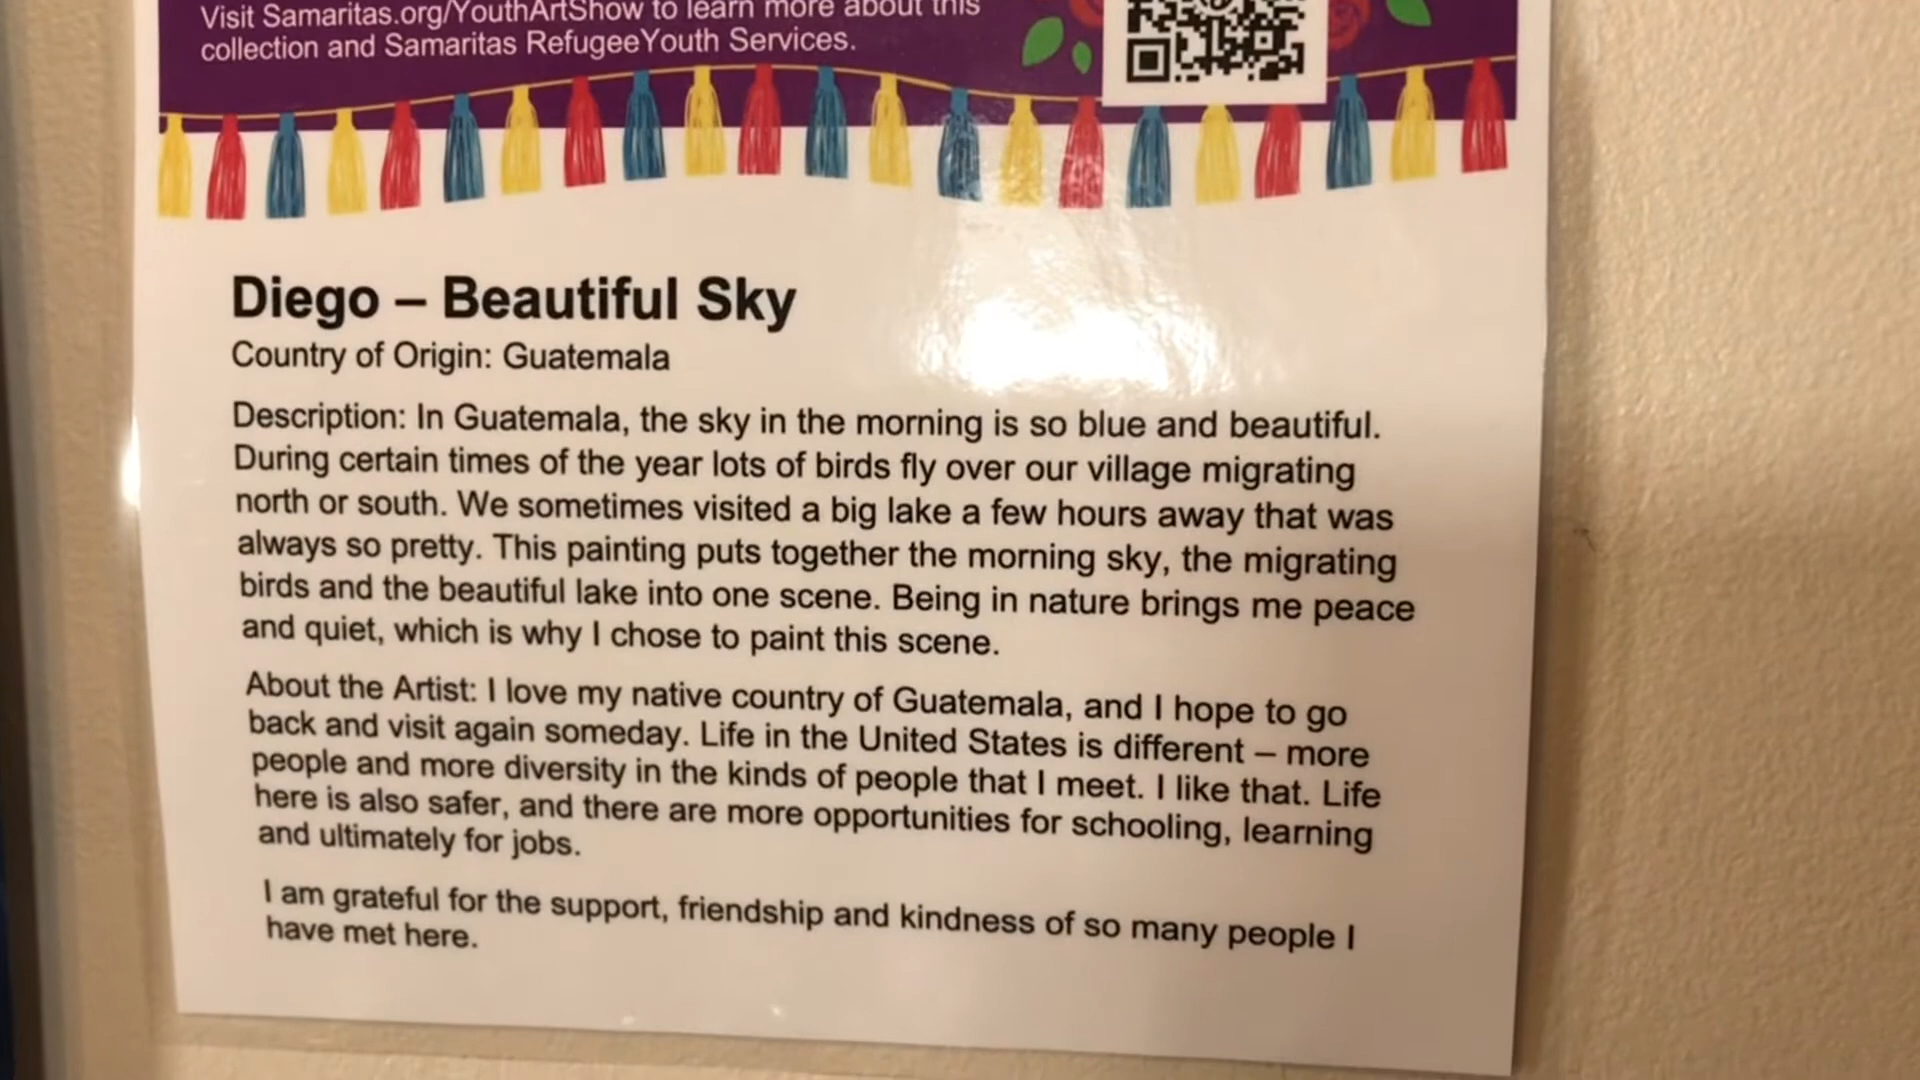 Visit Samaritas.org/YouthArtShow to learn more about this
collection and Samaritas RefugeeYouth Services.
Diego – Beautiful Sky
Country of Origin: Guatemala
Description: In Guatemala, the sky in the morning is so blue and beautiful.
During certain times of the year lots of birds fly over our village migrating
north or south. We sometimes visited a big lake a few hours away that was
always so pretty. This painting puts together the morning sky, the migrating
birds and the beautiful lake into one scene. Being in nature brings me peace
and quiet, which is why I chose to paint this scene.
About the Artist: I love my native country of Guatemala, and I hope to go
back and visit again someday. Life in the United States is different – more
people and more diversity in the kinds of people that I meet. I like that. Life
here is also safer, and there are more opportunities for schooling, learning
and ultimately for jobs.
I am grateful for the support, friendship and kindness of so many people I
have met here.